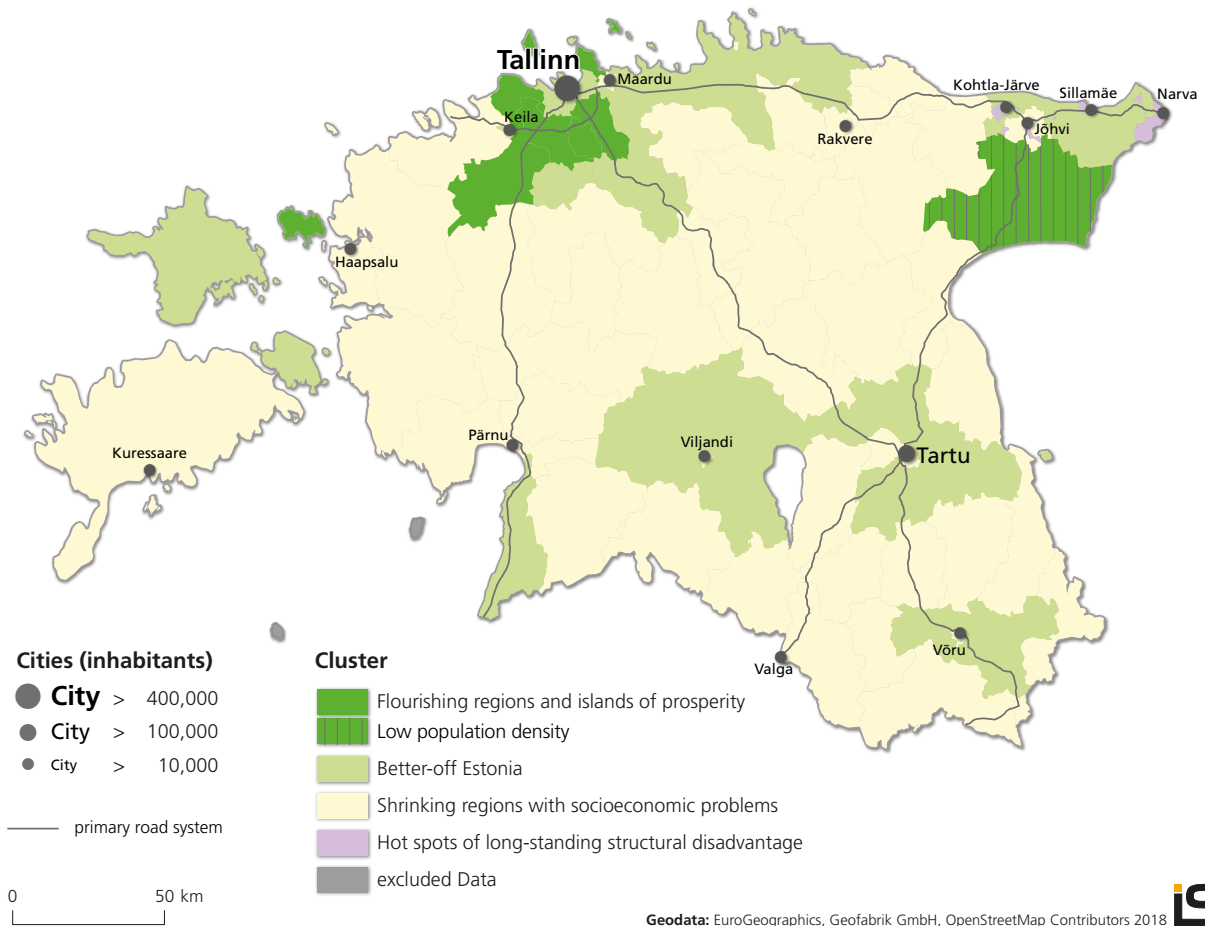 Tallinn
Maardu
Keila
Kohtla-Järve
Sillamäe
Narva
Jõhvi
Rakvere
Haapsalu
Pärnu
Viljandi
Tartu
Kuressaare
Võru
Valga
Cities (inhabitants)
City > 400,000
City > 100,000
City > 10,000
primary road system
0 50 km
Cluster
Flourishing regions and islands of prosperity
Low population density
Better-off Estonia
Shrinking regions with socioeconomic problems
Hot spots of long-standing structural disadvantage
excluded Data
Geodata: EuroGeographics, Geofabrik GmbH, OpenStreetMap Contributors 2018